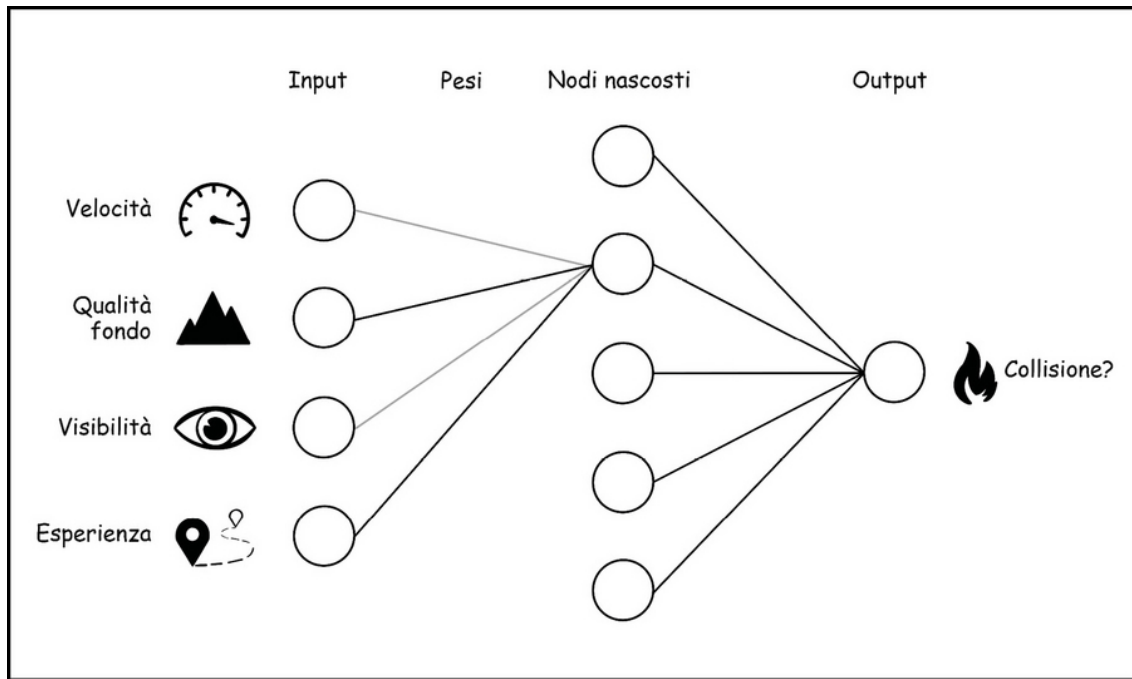 Input
Pesi
Nodi nascosti
Output
Velocità
Qualità
fondo
Visibilità
Esperienza
Collisione?